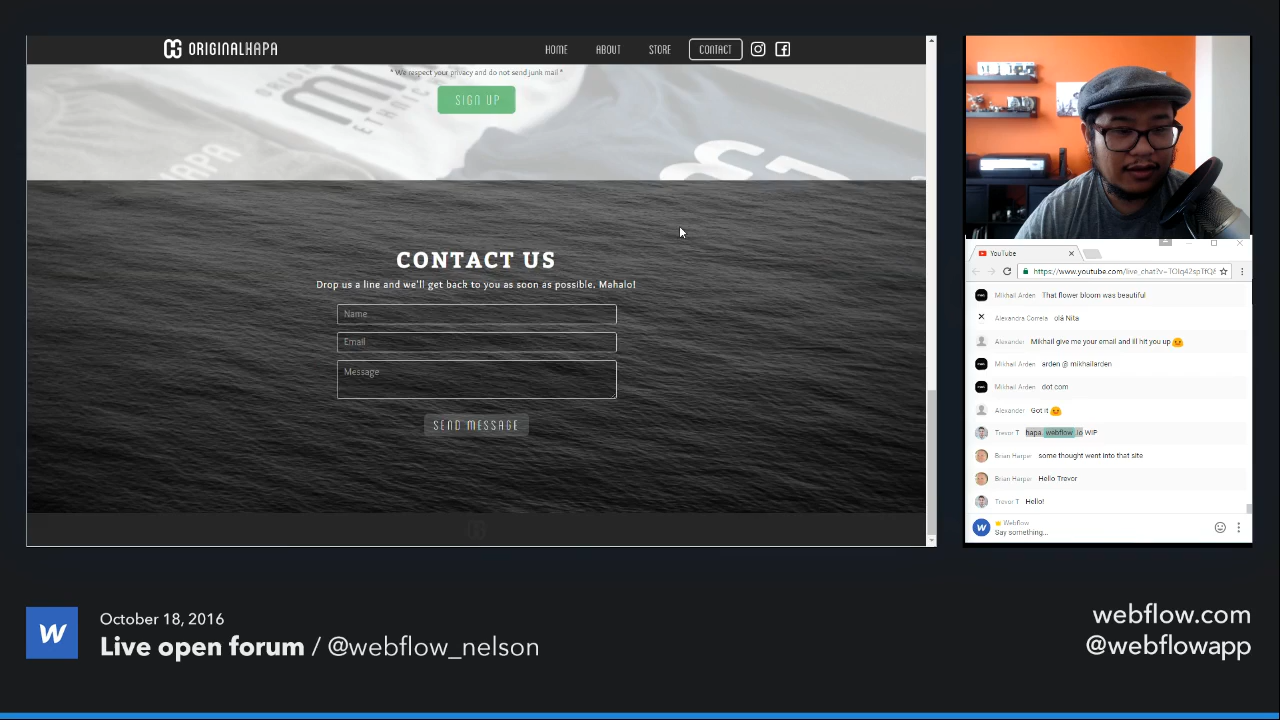 ORIGINALHAPA
HOME ABOUT STORE CONTACT
* We respect your privacy and do not send junk mail *
SIGN UP
CONTACT US
Drop us a line and we'll get back to you as soon as possible. Mahalo!
Name
Email
Message
SEND MESSAGE
YouTube
Mikhail Arden That flower bloom was beautiful
Alexandra Correia olá Nita
Alexander Mikhail give me your email and ill hit you up
Mikhail Arden arden @ mikhailarden
Mikhail Arden dot com
Alexander Got it
Trevor T hapa. webflow .io WIP
Brian Harper some thought went into that site
Brian Harper Hello Trevor
Trevor T Hello!
Webflow
Say something...
October 18, 2016
Live open forum / @webflow_nelson
webflow.com
@webflowapp